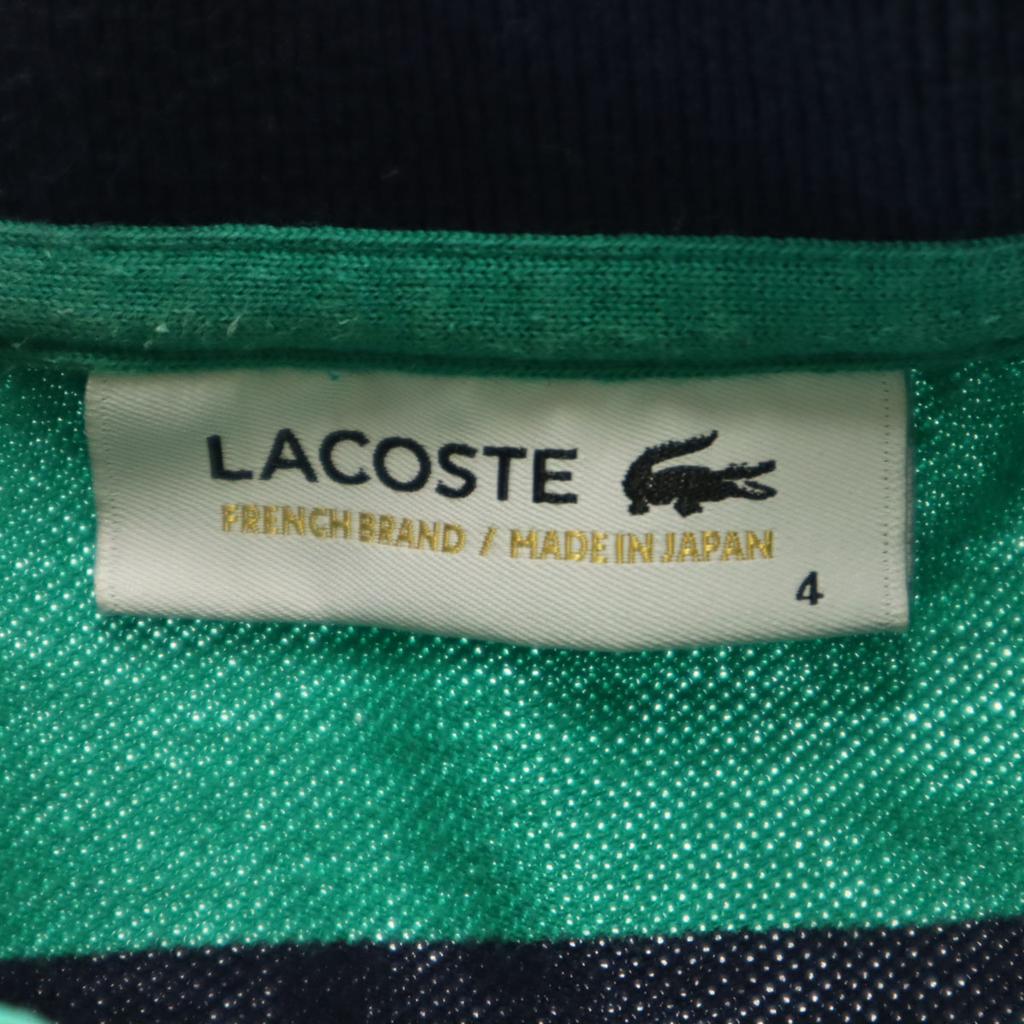 LACOSTE
FRENCH BRAND / MADE IN JAPAN
4